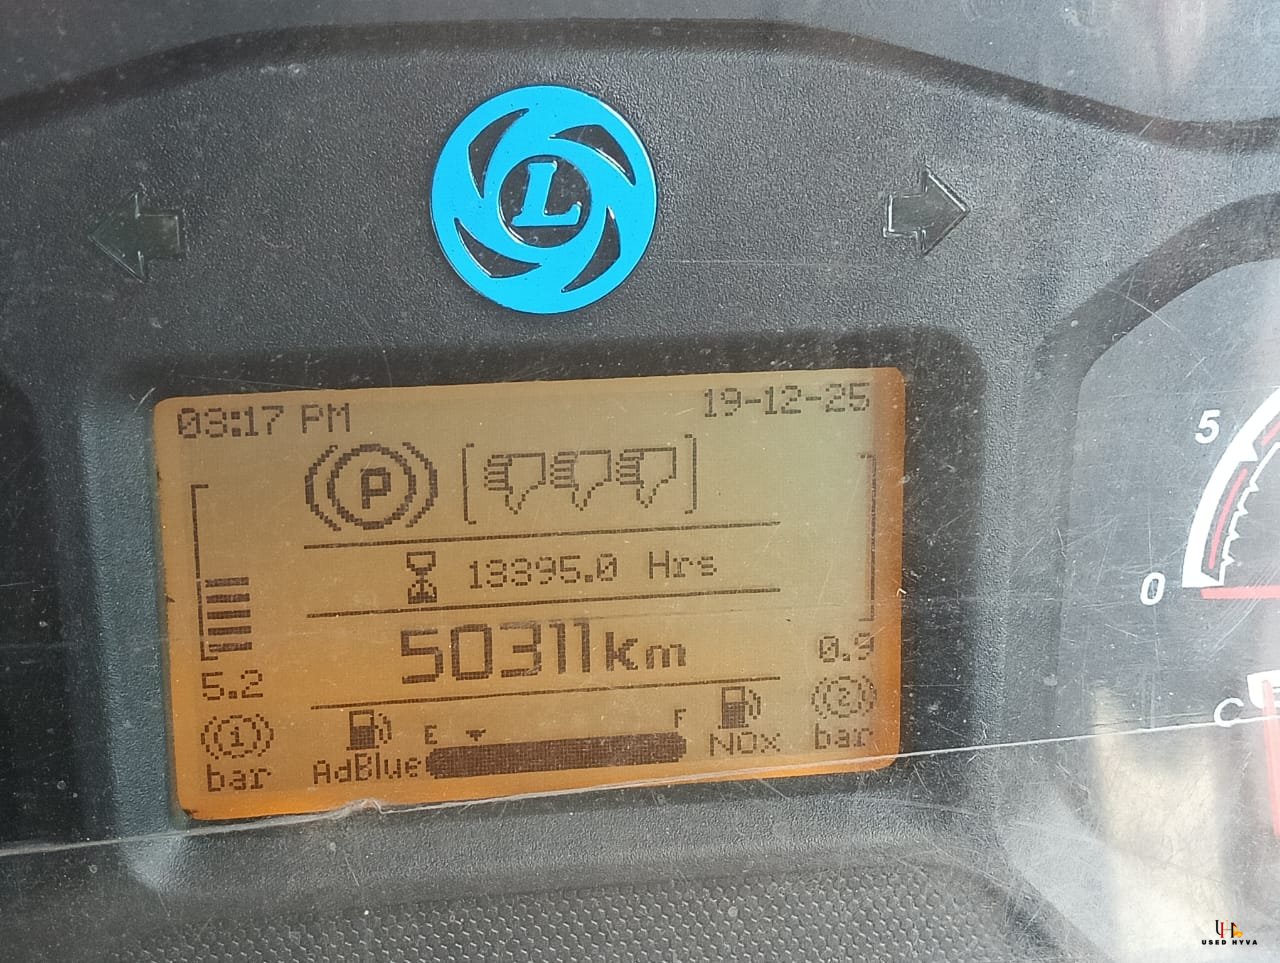 L
03:17 PM 19-12-25
P
13395.0 Hrs
50311km
5.2 0.9
1 2
E F
AdBlue NOx
bar bar
5
0
C
UH
USED HYVA